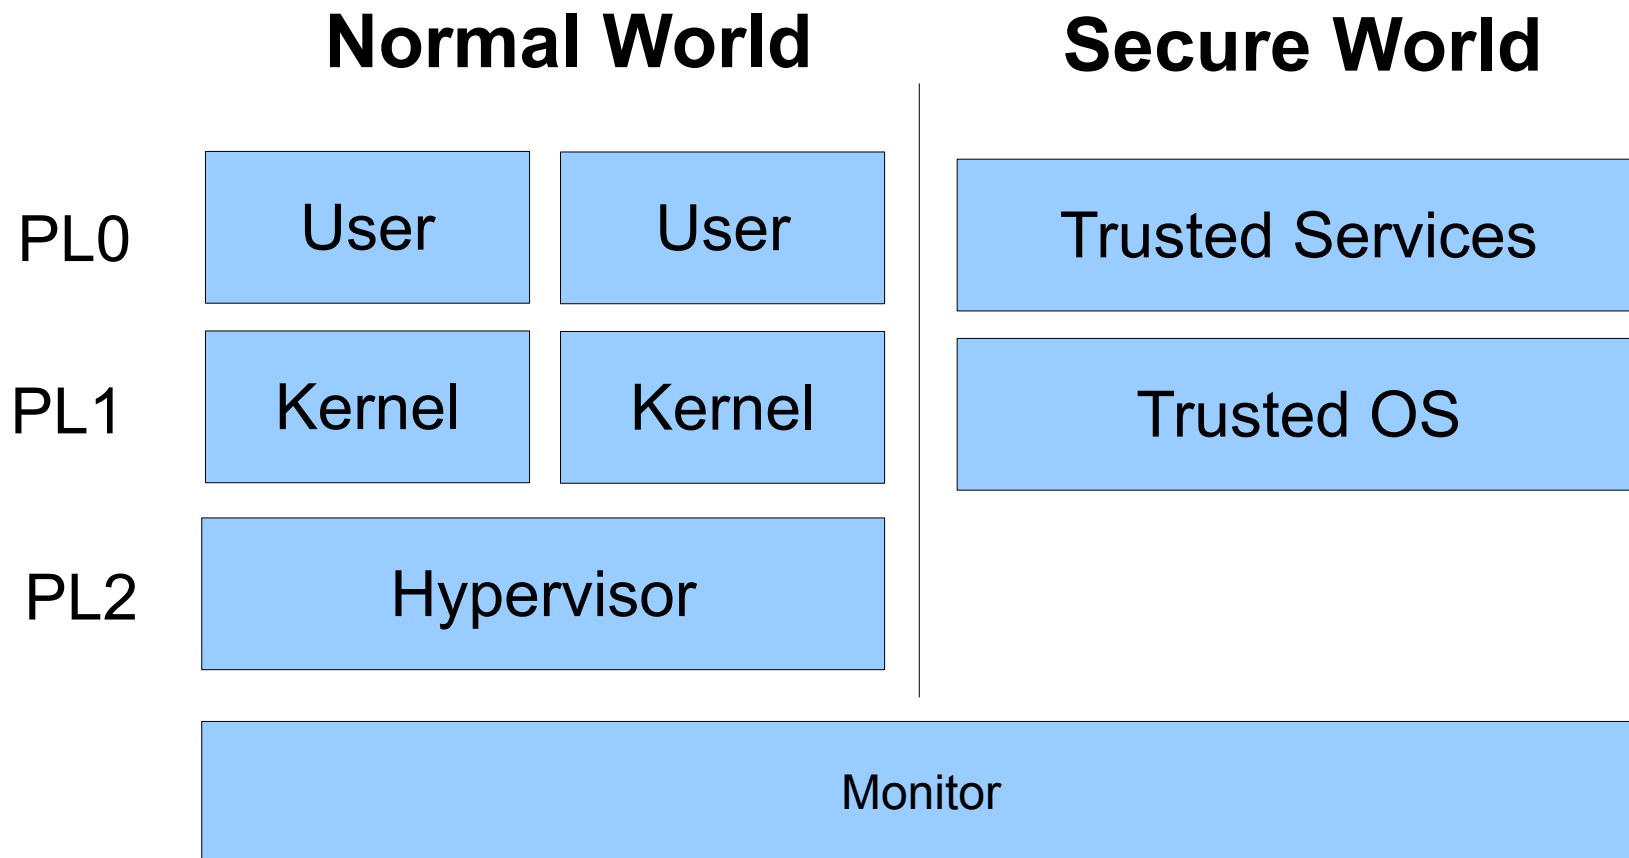 Normal World
Secure World
PL0
User
User
Trusted Services
PL1
Kernel
Kernel
Trusted OS
PL2
Hypervisor
Monitor